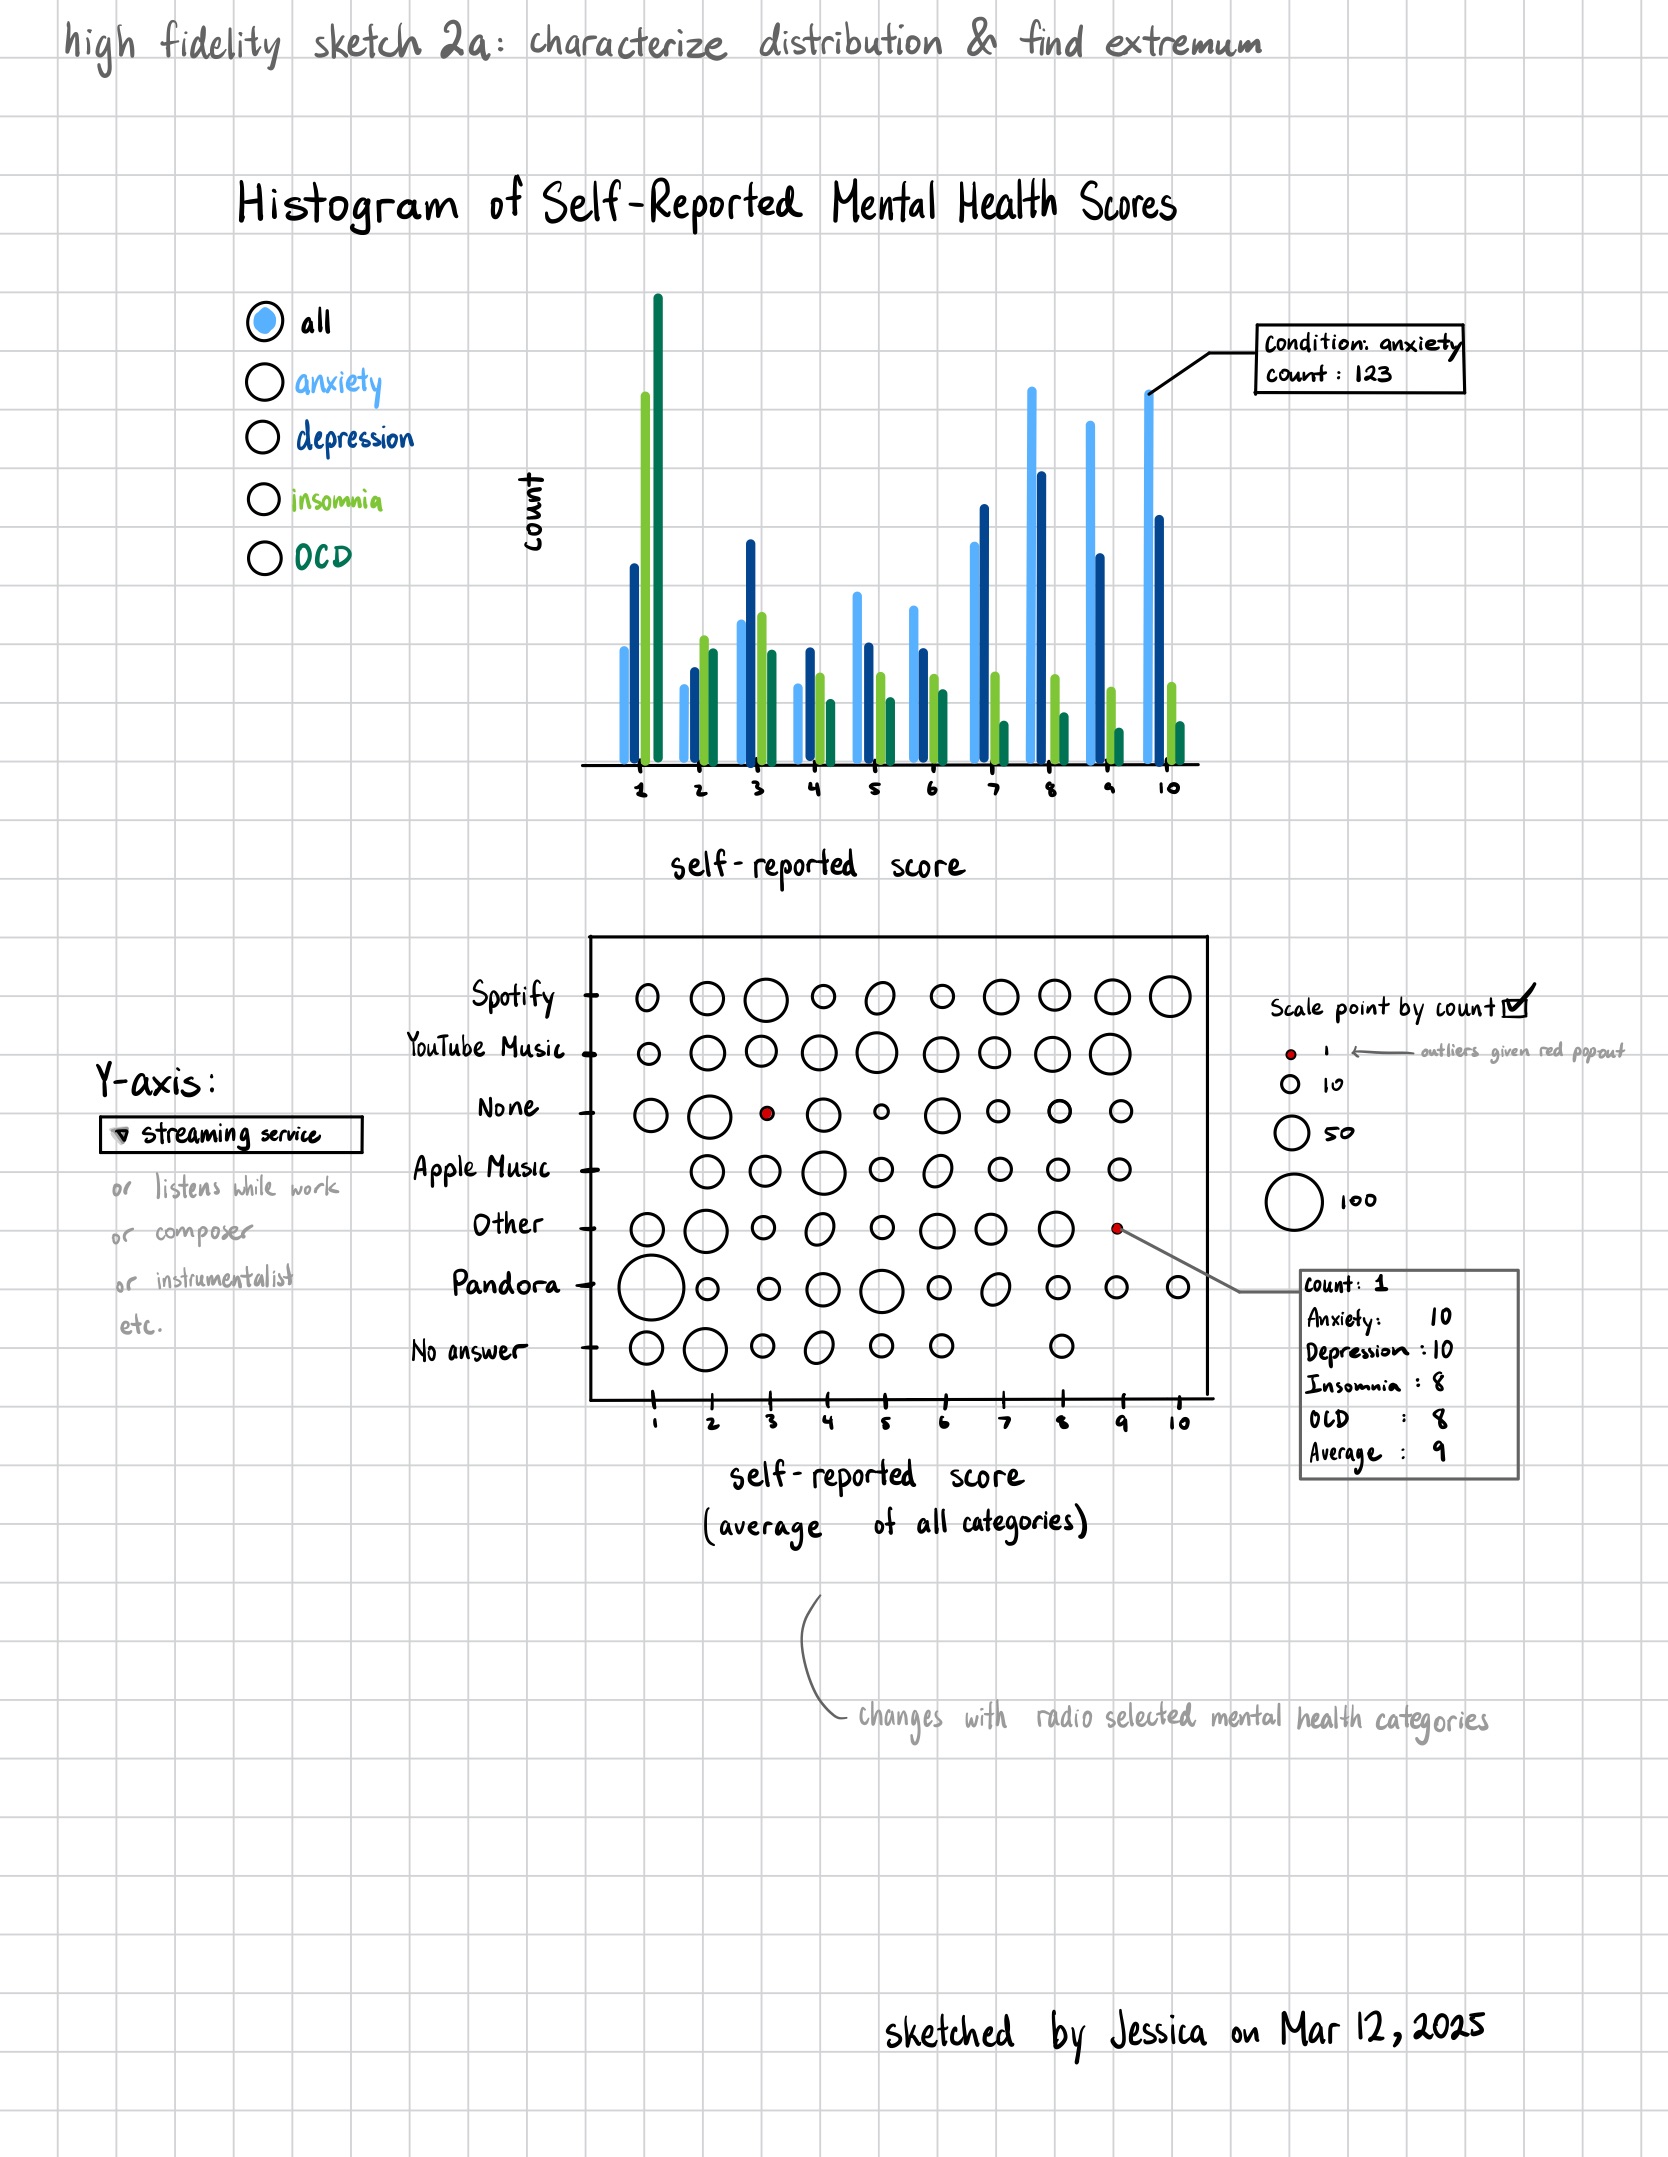 high fidelity sketch 2a: characterize distribution & find extremum
Histogram of Self-Reported Mental Health Scores
all
anxiety
depression
insomnia
OCD
count
condition: anxiety
count : 123
1 2 3 4 5 6 7 8 9 10
self-reported score
Spotify
YouTube Music
None
Apple Music
Other
Pandora
No answer
Y-axis:
streaming service
or listens while work
or composer
or instrumentalist
etc.
Scale point by count
1 outliers given red popout
10
50
100
Count: 1
Anxiety: 10
Depression : 10
Insomnia : 8
OCD : 8
Average : 9
1 2 3 4 5 6 7 8 9 10
self-reported score
(average of all categories)
changes with radio selected mental health categories
sketched by Jessica on Mar 12, 2025